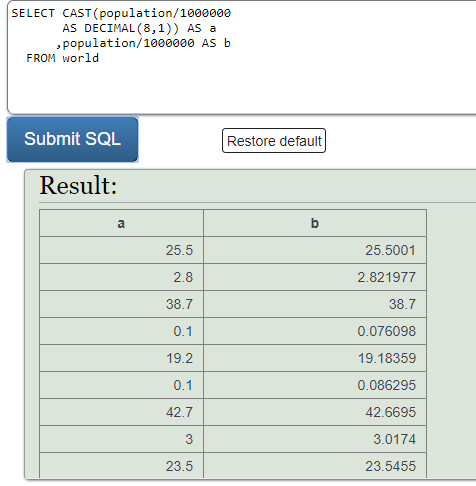 SELECT CAST(population/1000000
AS DECIMAL(8,1)) AS a
,population/1000000 AS b
FROM world
Submit SQL
Restore default
Result:
a b
25.5 25.5001
2.8 2.821977
38.7 38.7
0.1 0.076098
19.2 19.18359
0.1 0.086295
42.7 42.6695
3 3.0174
23.5 23.5455